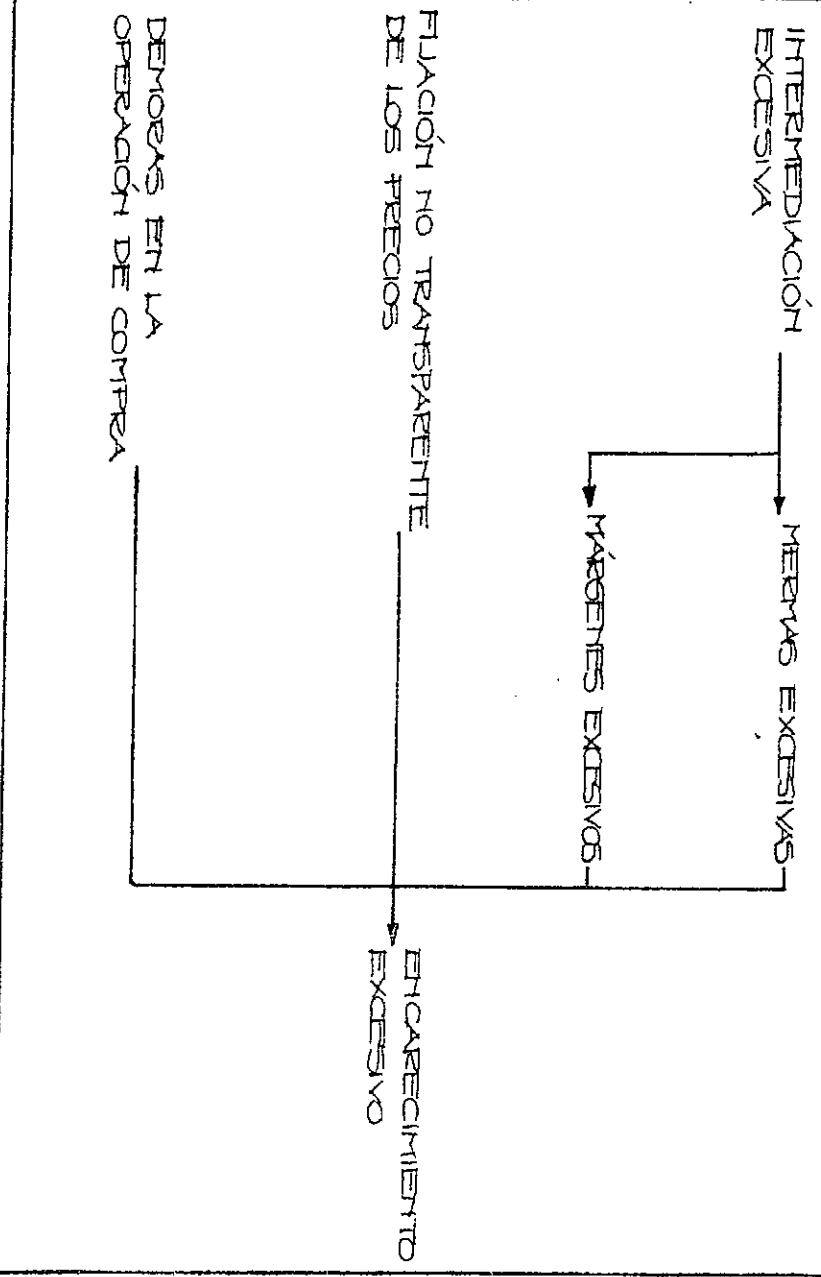 INTERMEDIACIÓN
EXCESIVA
MERMAS EXCESIVAS
MÁRGENES EXCESIVOS
FIJACIÓN NO TRANSPARENTE
DE LOS PRECIOS
ENCARECIMIENTO
EXCESIVO
DEMORAS EN LA
OPERACIÓN DE COMPRA